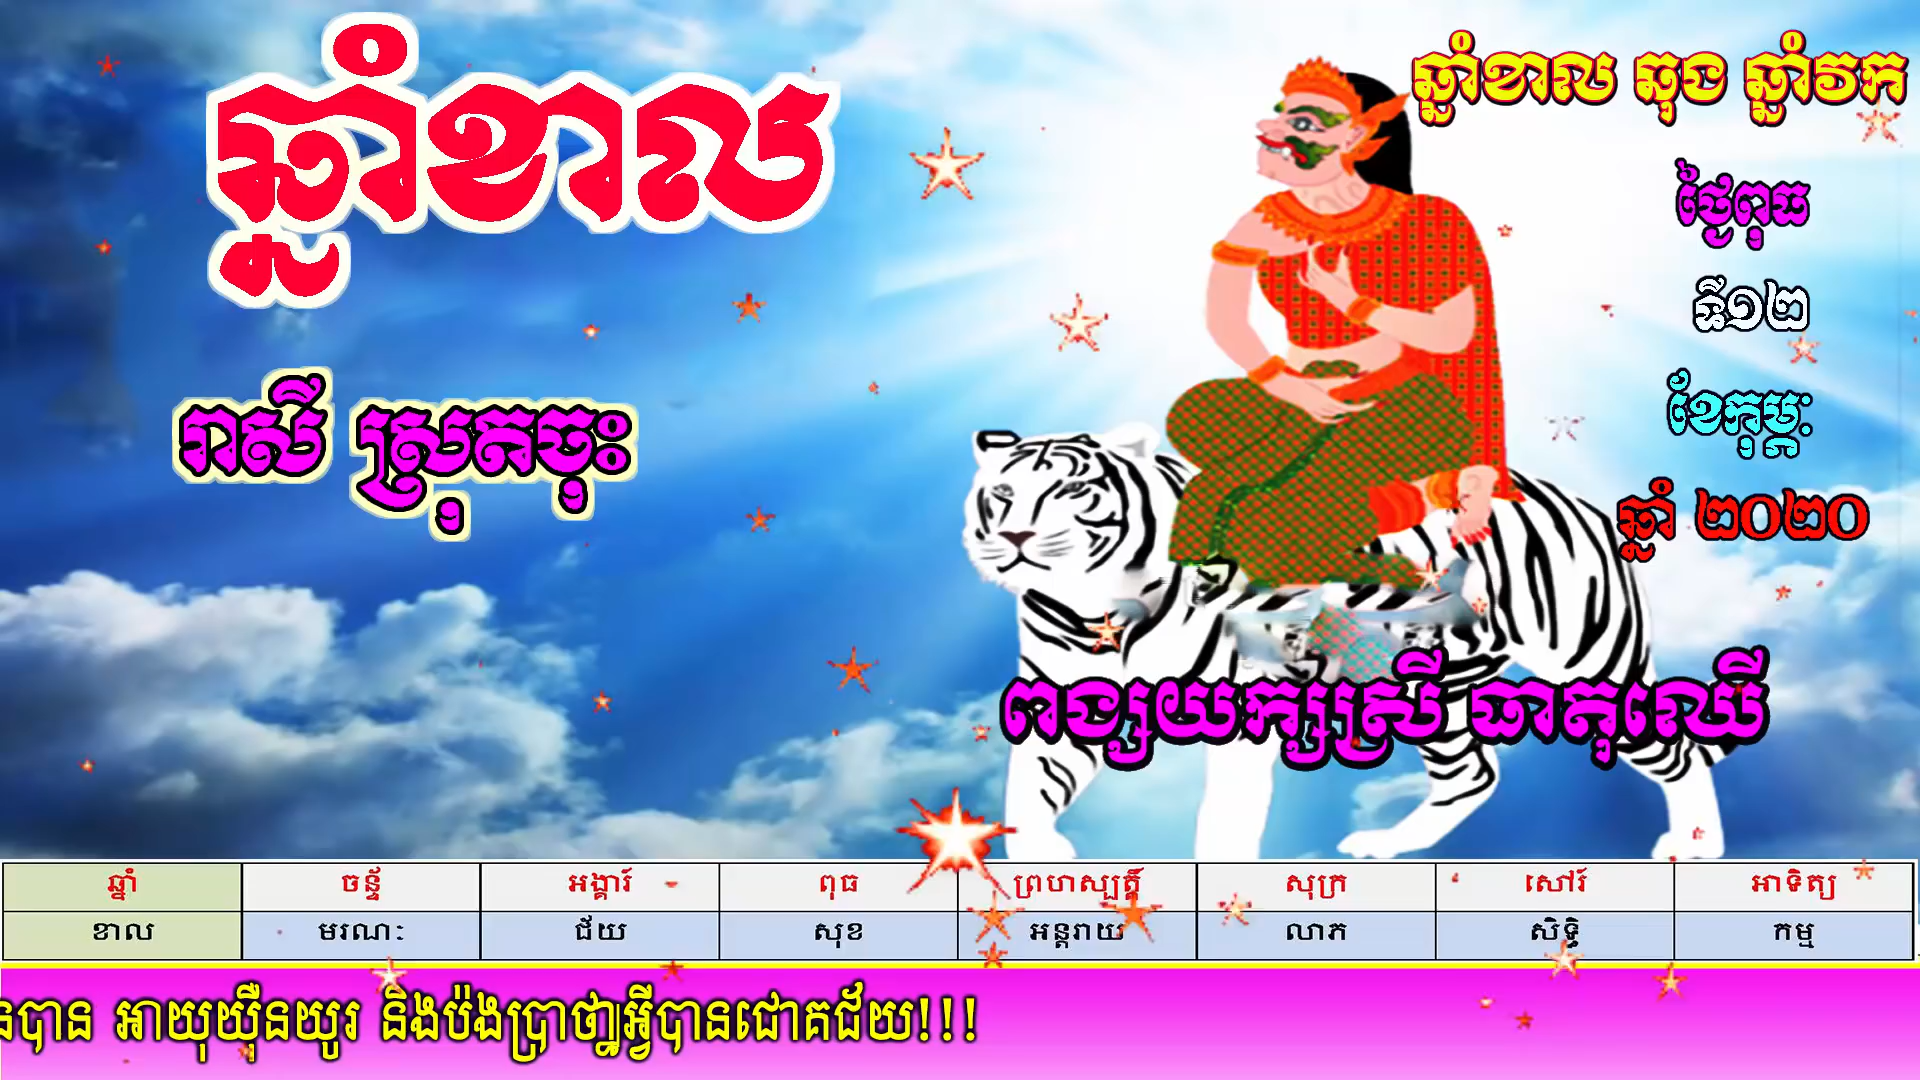 ឆ្នាំខាល
ឆ្នាំខាល ឆុង ឆ្នាំវក
ថ្ងៃពុធ
ទី១២
ខែកុម្ភៈ
ឆ្នាំ ២០២០
រាសី ស្រុតចុះ
ពង្សយក្សស្រី ធាតុឈើ
ឆ្នាំ ចន្ទ័ អង្គារ៍ ពុធ ព្រហស្បត្តិ៍ សុក្រ សៅរ៍ អាទិត្យ
ខាល មរណៈ ជ័យ សុខ អន្តរាយ លាភ សិទ្ធិ កម្ម
នបាន អាយុយ៉ឺនយូរ និងប៉ងប្រាថ្នាអ្វីបានជោគជ័យ!!!